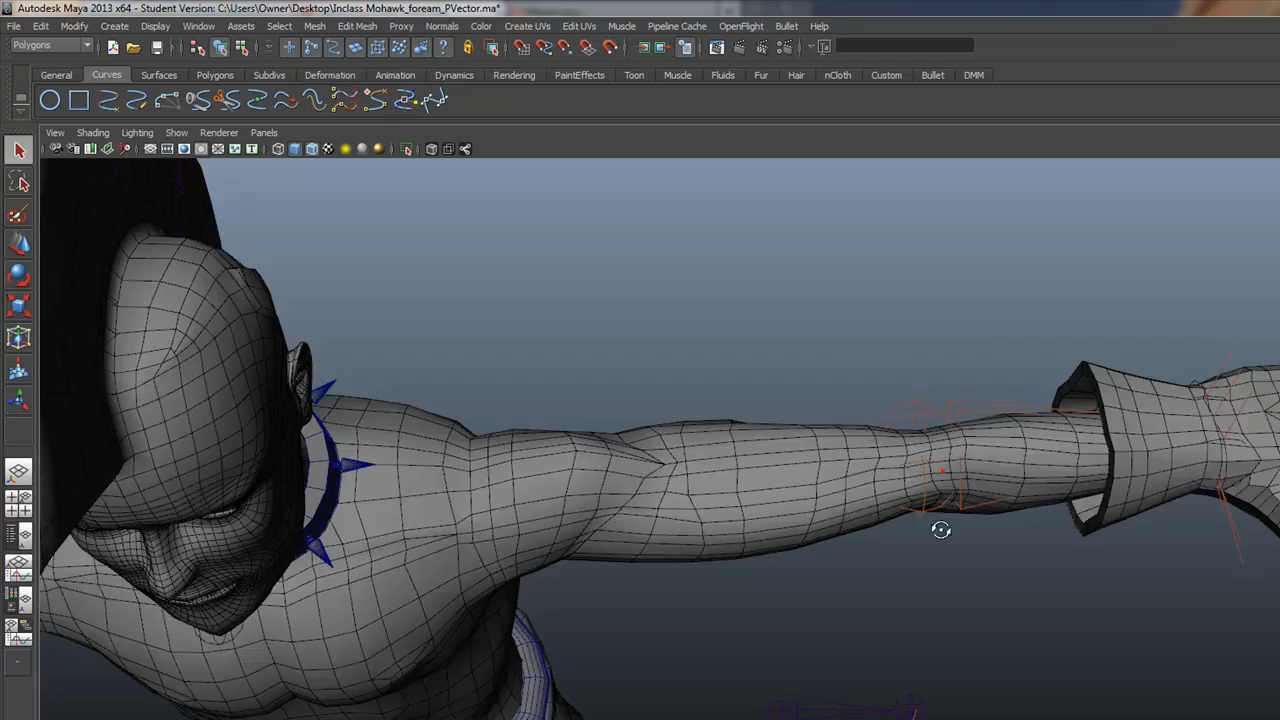 Autodesk Maya 2013 x64 - Student Version: C:\Users\Owner\Desktop\Inclass Mohawk_foream_PVector.ma*
File Edit Modify Create Display Window Assets Select Mesh Edit Mesh Proxy Normals Color Create UVs Edit UVs Muscle Pipeline Cache OpenFlight Bullet Help
Polygons
General Curves Surfaces Polygons Subdivs Deformation Animation Dynamics Rendering PaintEffects Toon Muscle Fluids Fur Hair nCloth Custom Bullet DMM
View Shading Lighting Show Renderer Panels